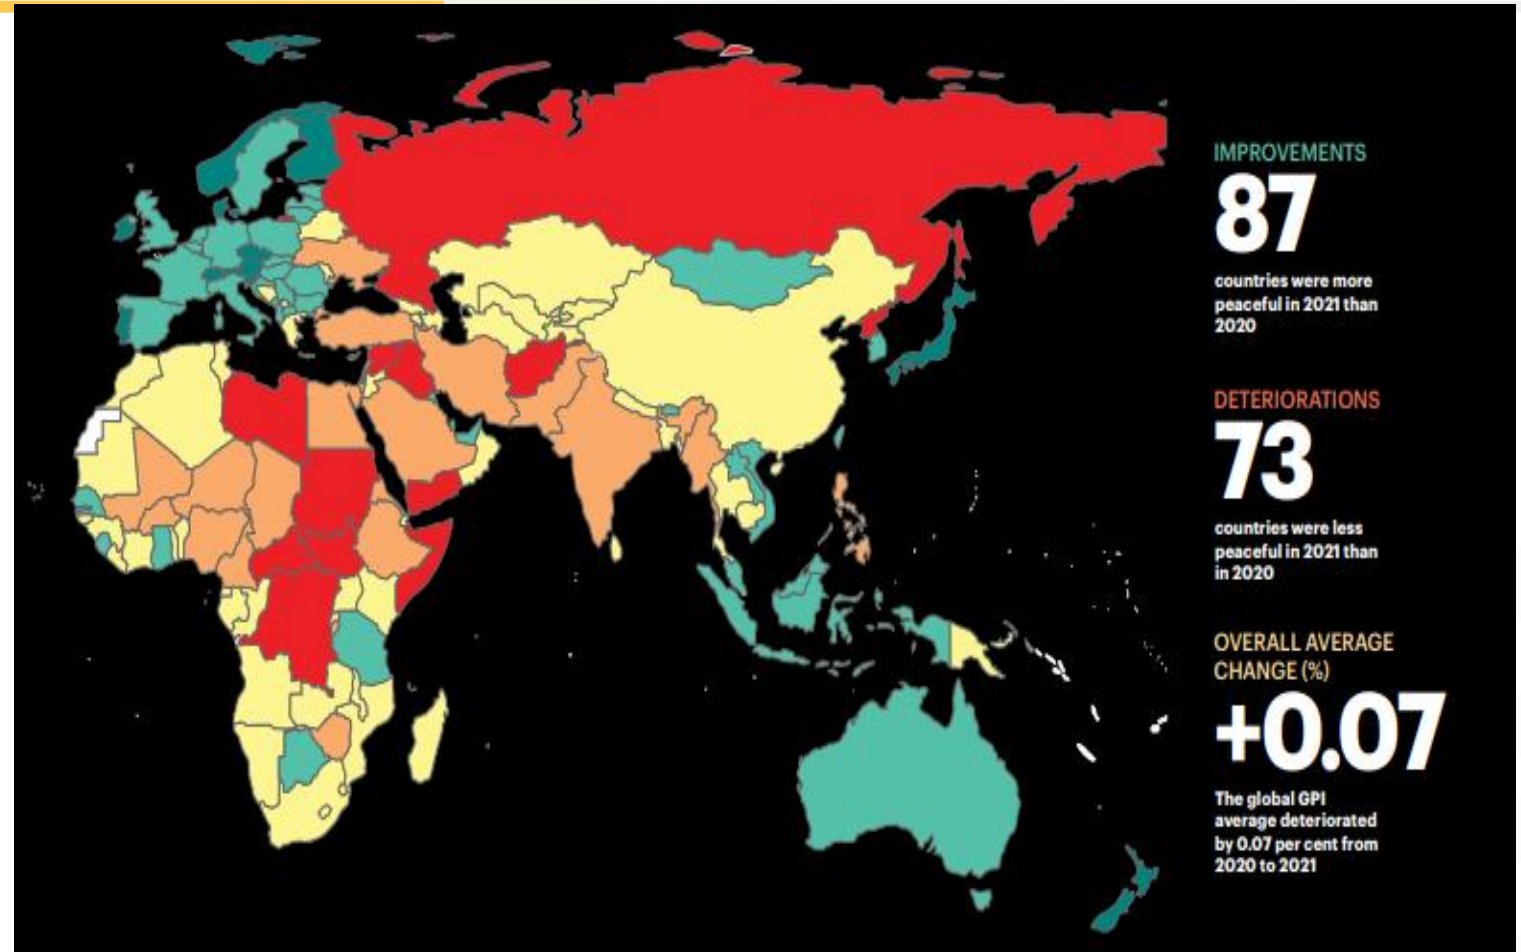 IMPROVEMENTS
87
countries were more
peaceful in 2021 than
2020
DETERIORATIONS
73
countries were less
peaceful in 2021 than
in 2020
OVERALL AVERAGE
CHANGE (%)
+0.07
The global GPI
average deteriorated
by 0.07 per cent from
2020 to 2021